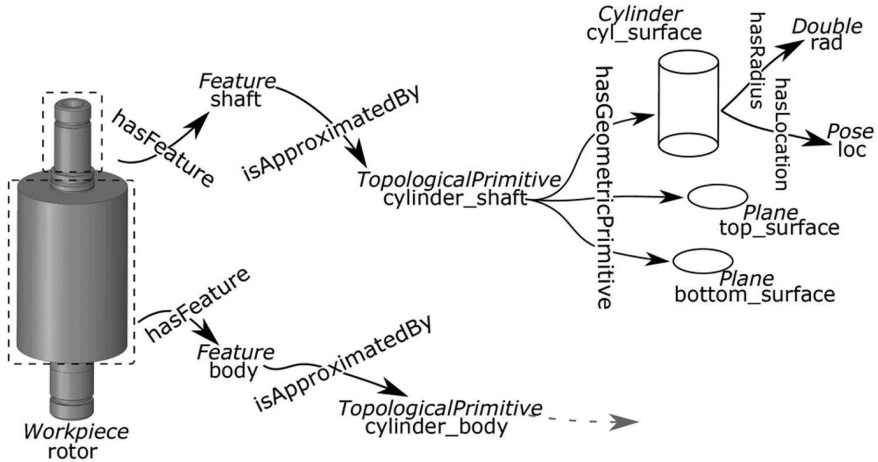 Cylinder
cyl_surface
Double
rad
hasRadius
hasLocation
Pose
loc
Feature
shaft
hasFeature
isApproximatedBy
TopologicalPrimitive
cylinder_shaft
hasGeometricPrimitive
Plane
top_surface
Plane
bottom_surface
hasFeature
Feature
body
isApproximatedBy
TopologicalPrimitive
cylinder_body
Workpiece
rotor